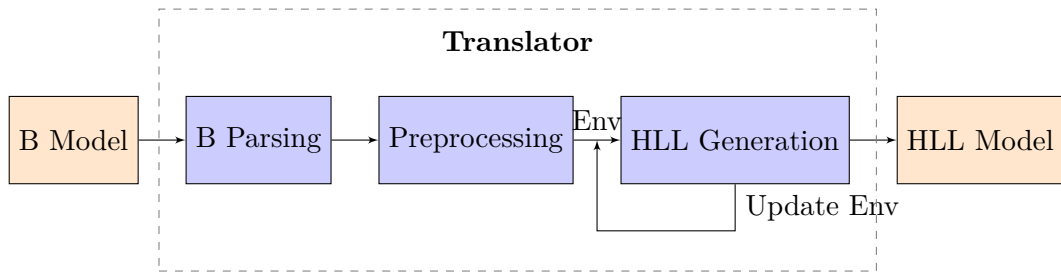 Translator
B Model
B Parsing
Preprocessing
Env
HLL Generation
HLL Model
Update Env